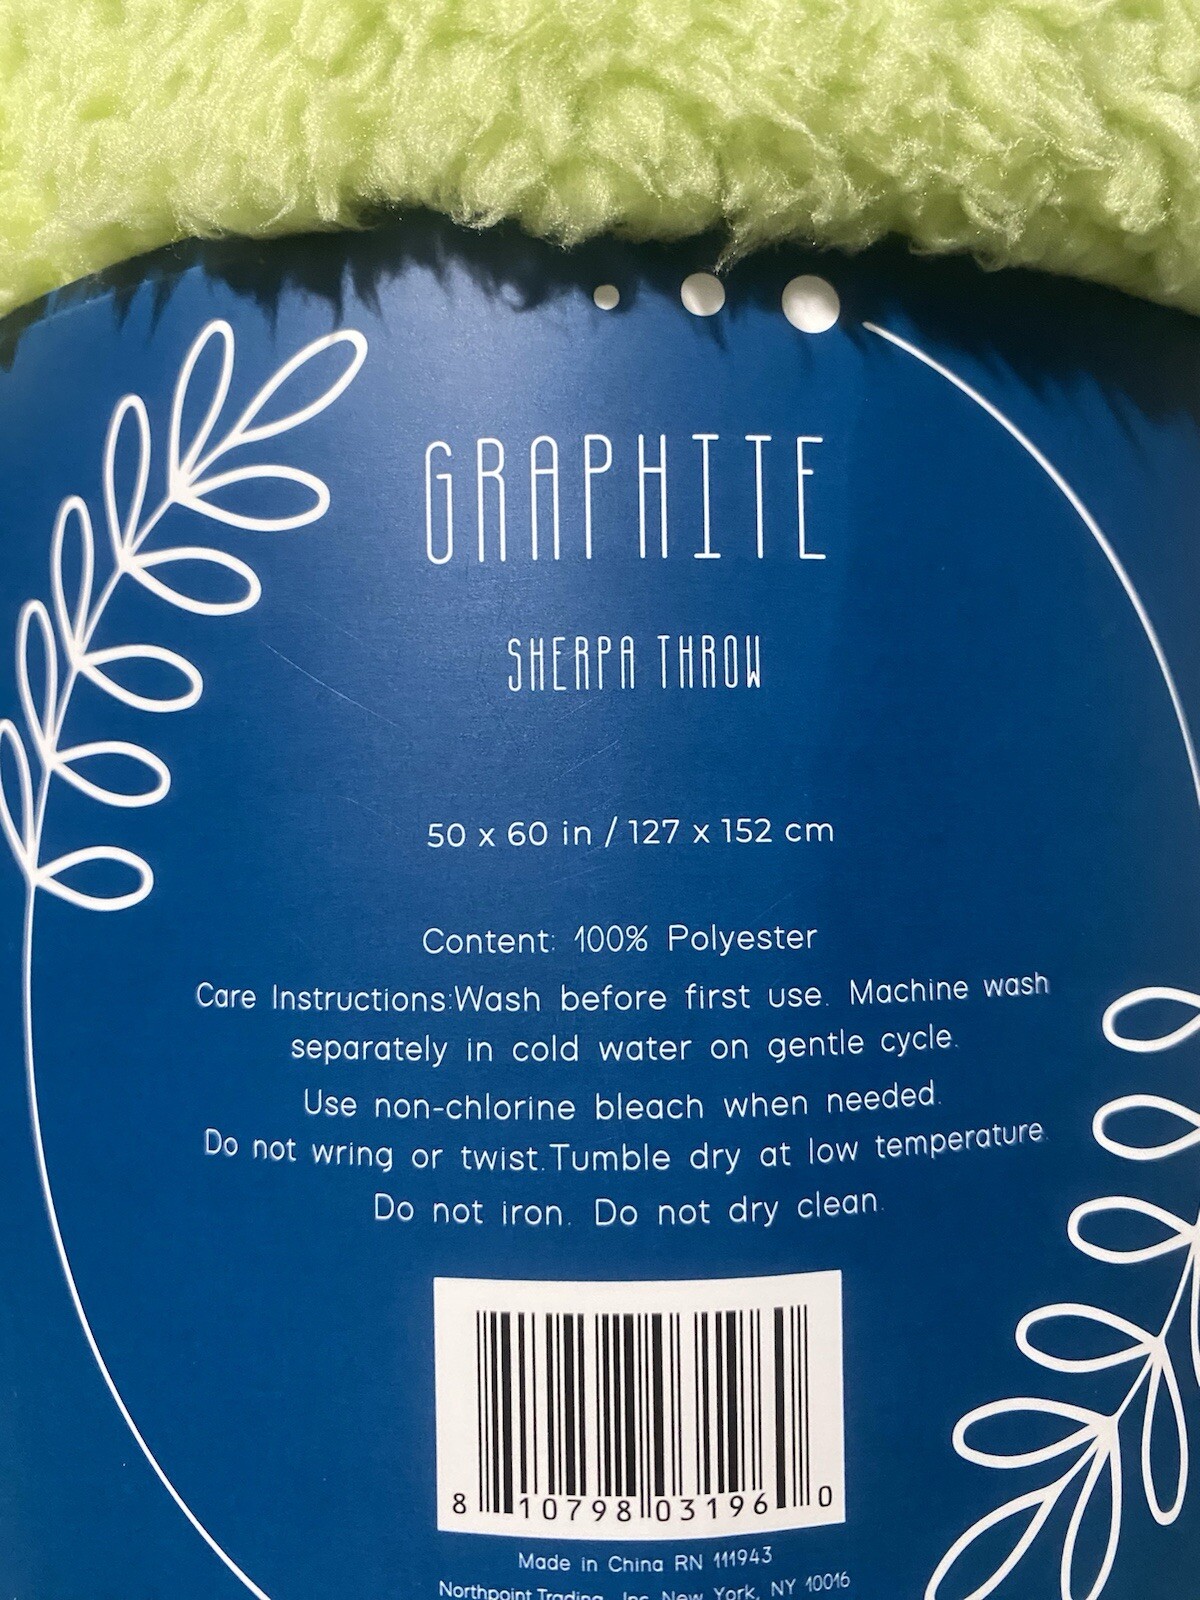 GRAPHITE
SHERPA THROW
50 x 60 in / 127 x 152 cm
Content: 100% Polyester
Care Instructions:Wash before first use. Machine wash
separately in cold water on gentle cycle.
Use non-chlorine bleach when needed.
Do not wring or twist.Tumble dry at low temperature.
Do not iron. Do not dry clean.
8 10798 03196 0
Made in China RN 111943
Northpoint Trading, Inc. New York, NY 10016